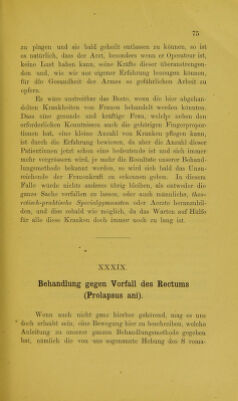 75
zu plagen und sie bald geheilt entlassen zu können, so ist
es natürlich, dass der Arzt, besonders wenn er Operateur ist,
keine Lust haben kann, seine Kräfte dieser überanstrengen-
den und, wie wir aus eigener Erfahrung bezeugen können,
für die Gesundheit der Aerztes so gefährlichen Arbeit zu
opfern.
Es wäre unstreitbar das Beste, wenn die hier abgehan-
delten Krankheiten von Frauen behandelt werden konnten.
Dass eine gesunde und kräftige Frau, welche neben den
erforderlichen Kenntnissen auch die gehörigen Fingerpropor-
tionen hat, eine kleine Anzahl von Kranken pflegen kann,
ist durch die Erfahrung bewiesen, da aber die Anzahl dieser
Patientinnen jetzt schon eine bedeutende ist und sich immer
mehr vergrössern wird, je mehr die Resultate unserer Behand-
lungsmethode bekannt werden, so wird sich bald das Unzu-
reichende der Frauenkraft zu erkennen geben. In diesem
Falle wurde nichts anderes übrig bleiben, als entweder die
ganze Sache verfallen zu lassen, oder auch männliche, theo-
retisch-praktische Specialgymnasten oder Aerzte heranzubil-
den, und dies sobald wie möglich, da das Warten auf Hülfe
für alle diese Kranken doch immer noch zu lang ist.
XXXIX.
Behandlung gegen Vorfall des Rectums
(Prolapsus ani).
Wenn auch nicht ganz hierher gehörend, mag es uns
doch erlaubt sein, eine Bewegung hier zu beschreiben, welche
Anleitung zu unserer ganzen Behandlungsmethode gegeben
hat, nämlich die von uns sogenannte Hebung des S roma-